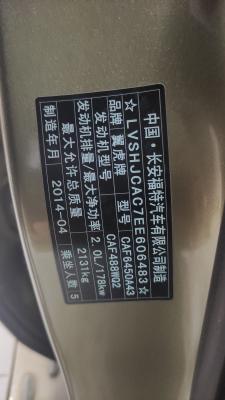 中国·长安福特汽车有限公司制造
☆LVSHJCAC7EE606483☆
品牌 翼虎牌 型号 CAF6450A43
发动机型号 CAF488WQ2
发动机排量/最大净功率 2.0L/178kw
最大允许总质量 2131kg
制造年月 2014-04 乘坐人数 5